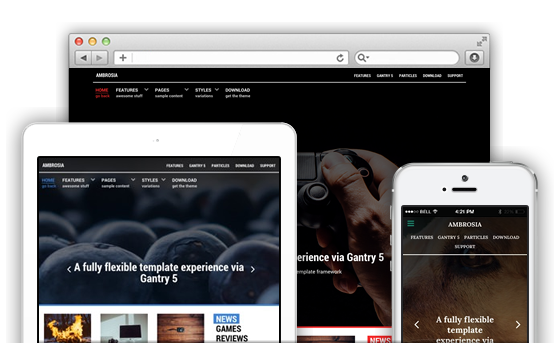 AMBROSIA
FEATURES GANTRY 5 PARTICLES DOWNLOAD SUPPORT
HOME FEATURES PAGES STYLES DOWNLOAD
go back awesome stuff sample content variations get the theme
erience via
template framework
NEWS
AMBROSIA
FEATURES GANTRY 5 PARTICLES DOWNLOAD SUPPORT
HOME FEATURES PAGES STYLES DOWNLOAD
go back awesome stuff sample content variations get the theme
A fully flexible template experience via
Gantry 5
NEWS
GAMES
REVIEWS
BELL 4:21 PM
AMBROSIA
FEATURES GANTRY 5 PARTICLES DOWNLOAD
SUPPORT
A fully flexible
template
experience via